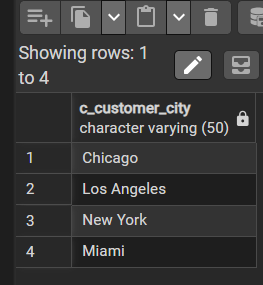 Showing rows: 1
to 4
c_customer_city
character varying (50)
1 Chicago
2 Los Angeles
3 New York
4 Miami